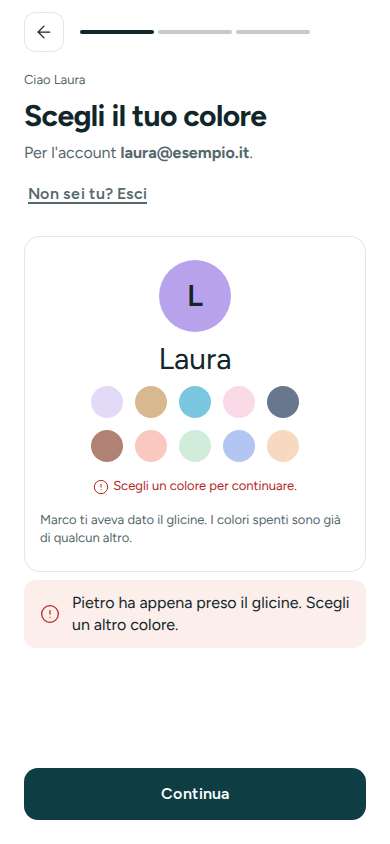 Ciao Laura
Scegli il tuo colore
Per l'account laura@esempio.it.
Non sei tu? Esci
L
Laura
Scegli un colore per continuare.
Marco ti aveva dato il glicine. I colori spenti sono già
di qualcun altro.
Pietro ha appena preso il glicine. Scegli
un altro colore.
Continua